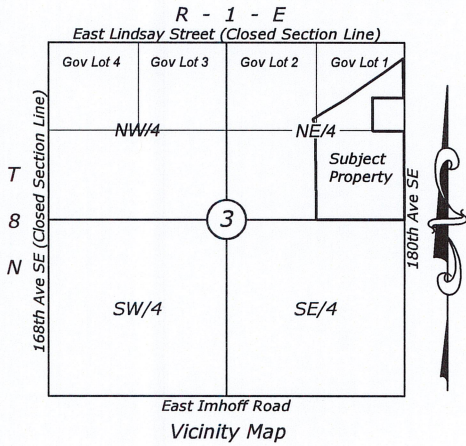 R - 1 - E
East Lindsay Street (Closed Section Line)
Gov Lot 4
Gov Lot 3
Gov Lot 2
Gov Lot 1
NW/4
NE/4
Subject
Property
T
8
N
168th Ave SE (Closed Section Line)
180th Ave SE
3
SW/4
SE/4
East Imhoff Road
Vicinity Map